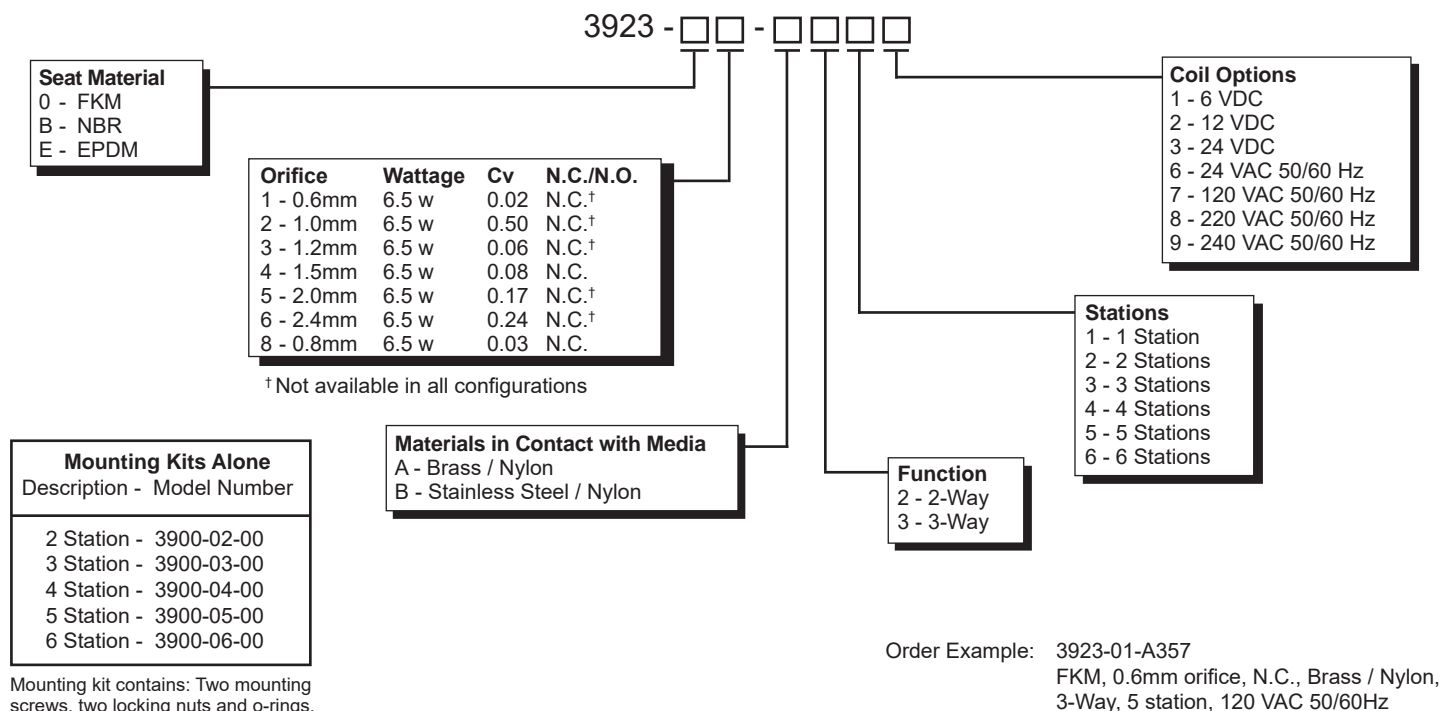 3923 - □□ - □□□□
Seat Material
0 - FKM
B - NBR
E - EPDM
Orifice Wattage Cv N.C./N.O.
1 - 0.6mm 6.5 w 0.02 N.C.†
2 - 1.0mm 6.5 w 0.50 N.C.†
3 - 1.2mm 6.5 w 0.06 N.C.†
4 - 1.5mm 6.5 w 0.08 N.C.
5 - 2.0mm 6.5 w 0.17 N.C.†
6 - 2.4mm 6.5 w 0.24 N.C.†
8 - 0.8mm 6.5 w 0.03 N.C.
† Not available in all configurations
Materials in Contact with Media
A - Brass / Nylon
B - Stainless Steel / Nylon
Function
2 - 2-Way
3 - 3-Way
Stations
1 - 1 Station
2 - 2 Stations
3 - 3 Stations
4 - 4 Stations
5 - 5 Stations
6 - 6 Stations
Coil Options
1 - 6 VDC
2 - 12 VDC
3 - 24 VDC
6 - 24 VAC 50/60 Hz
7 - 120 VAC 50/60 Hz
8 - 220 VAC 50/60 Hz
9 - 240 VAC 50/60 Hz
Mounting Kits Alone
Description - Model Number
2 Station - 3900-02-00
3 Station - 3900-03-00
4 Station - 3900-04-00
5 Station - 3900-05-00
6 Station - 3900-06-00
Mounting kit contains: Two mounting
screws, two locking nuts and o-rings.
Order Example: 3923-01-A357
FKM, 0.6mm orifice, N.C., Brass / Nylon,
3-Way, 5 station, 120 VAC 50/60Hz